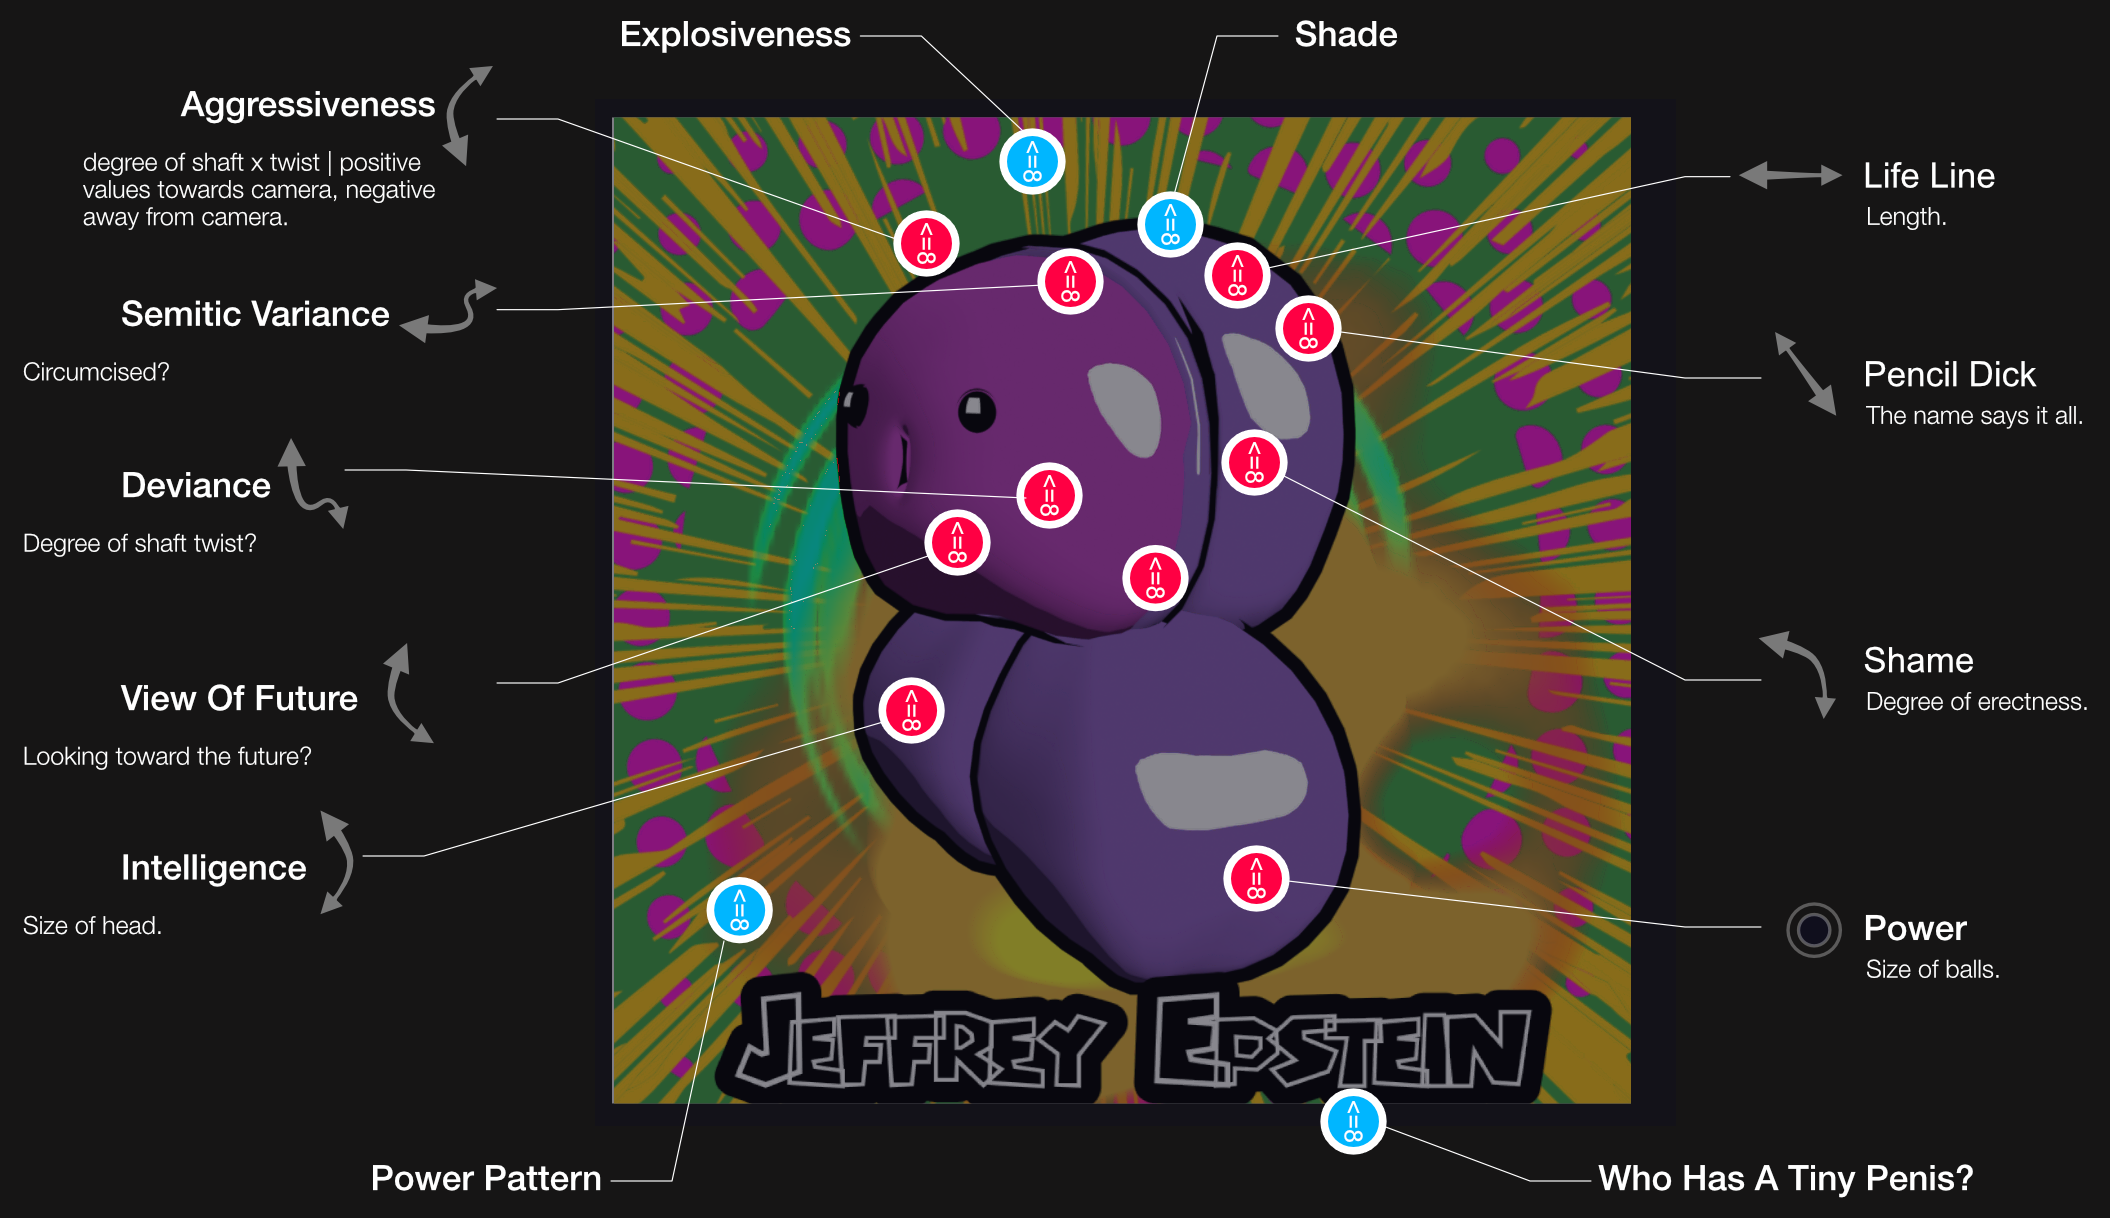 Explosiveness
Shade
Aggressiveness
degree of shaft x twist | positive
values towards camera, negative
away from camera.
Life Line
Length.
Semitic Variance
Circumcised?
Pencil Dick
The name says it all.
Deviance
Degree of shaft twist?
View Of Future
Looking toward the future?
Shame
Degree of erectness.
Intelligence
Size of head.
Power
Size of balls.
JEFFREY EPSTEIN
Power Pattern
Who Has A Tiny Penis?